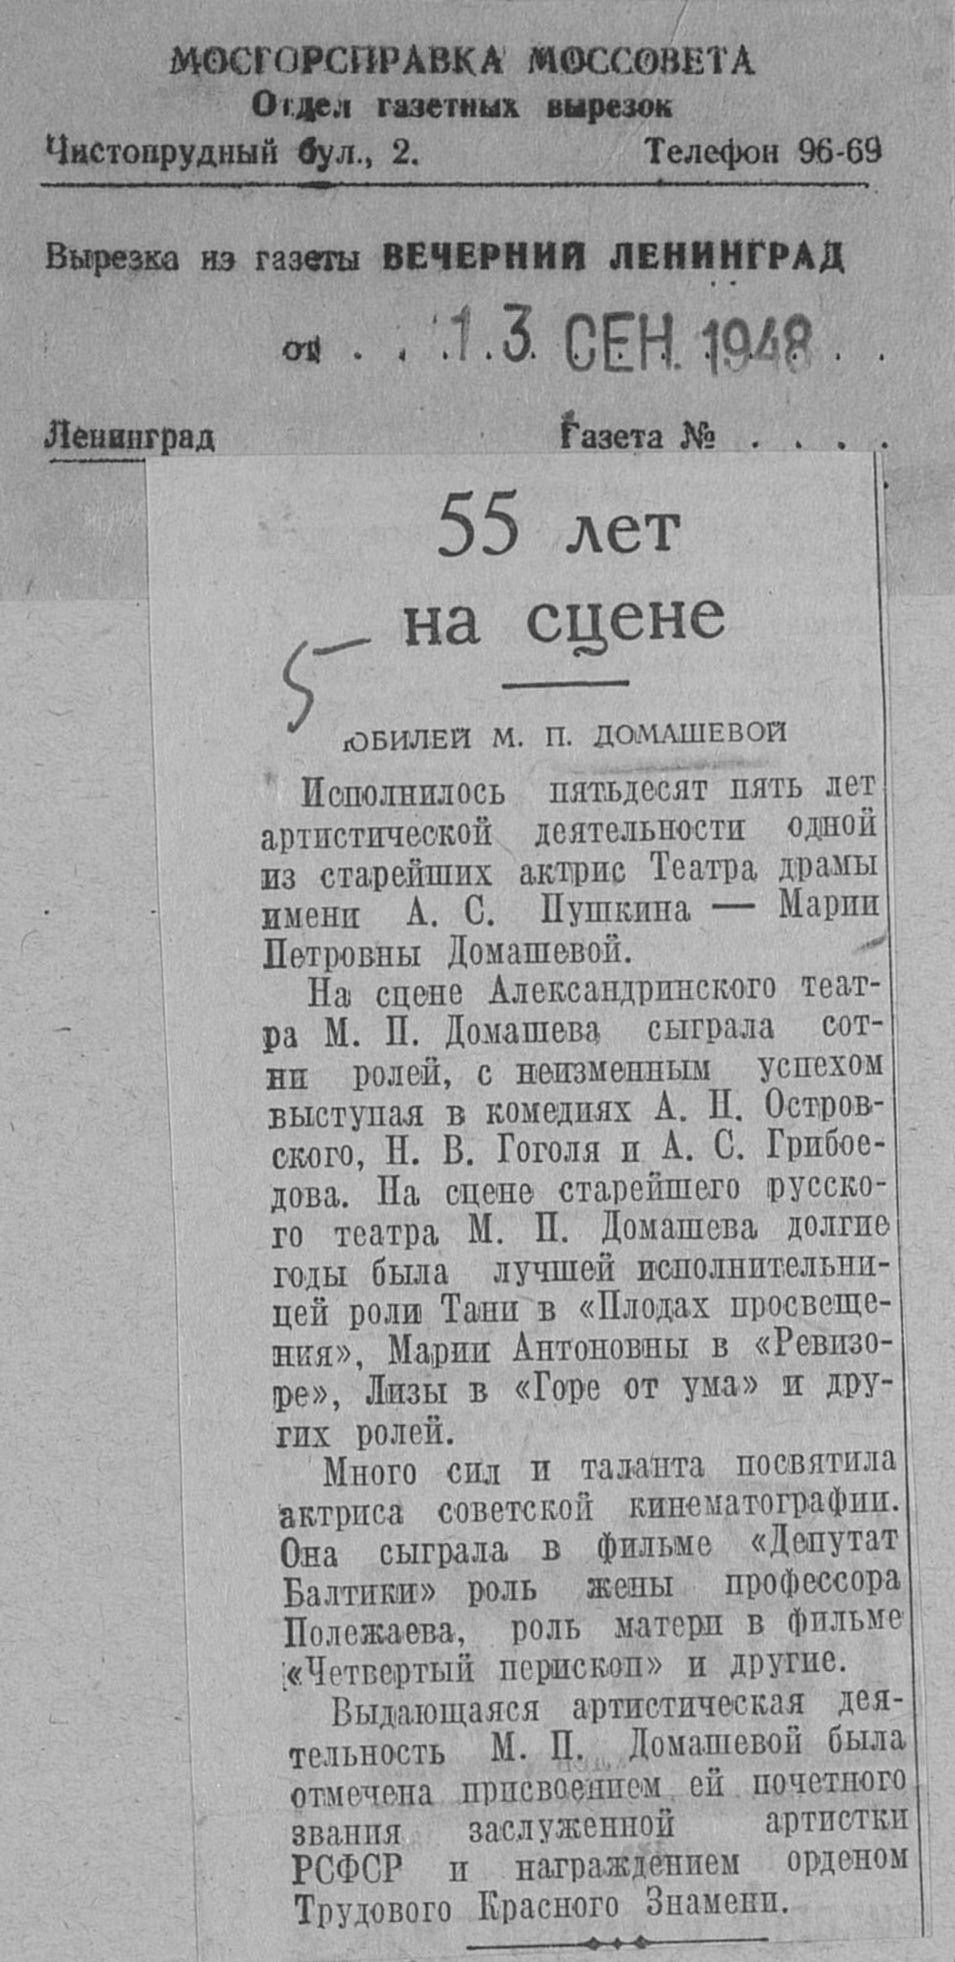 МОСГОРСПРАВКА МОССОВЕТА
Отдел газетных вырезок
Чистопрудный бул., 2. Телефон 96-69
Вырезка из газеты ВЕЧЕРНИЙ ЛЕНИНГРАД
от . . 13 СЕН. 1948 . .
Ленинград Газета № . . . .
55 лет
на сцене
5
ЮБИЛЕЙ М. П. ДОМАШЕВОЙ
Исполнилось пятьдесят пять лет
артистической деятельности одной
из старейших актрис Театра драмы
имени А. С. Пушкина — Марии
Петровны Домашевой.
На сцене Александринского теат-
ра М. П. Домашева сыграла сот-
ни ролей, с неизменным успехом
выступая в комедиях А. Н. Остров-
ского, Н. В. Гоголя и А. С. Грибое-
дова. На сцене старейшего русско-
го театра М. П. Домашева долгие
годы была лучшей исполнительни-
цей роли Тани в «Плодах просвеще-
ния», Марии Антоновны в «Ревизо-
ре», Лизы в «Горе от ума» и дру-
гих ролей.
Много сил и таланта посвятила
актриса советской кинематографии.
Она сыграла в фильме «Депутат
Балтики» роль жены профессора
Полежаева, роль матери в фильме
«Четвертый перископ» и другие.
Выдающаяся артистическая дея-
тельность М. П. Домашевой была
отмечена присвоением ей почетного
звания заслуженной артистки
РСФСР и награждением орденом
Трудового Красного Знамени.